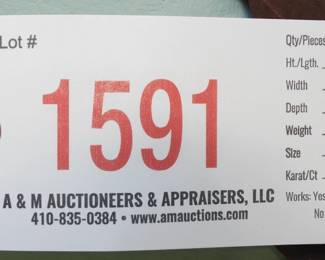 Lot #
1591
A & M AUCTIONEERS & APPRAISERS, LLC
410-835-0384 • www.amauctions.com
Qty/Pieces
Ht./Lgth.
Width
Depth
Weight
Size
Karat/Ct
Works: Yes
No